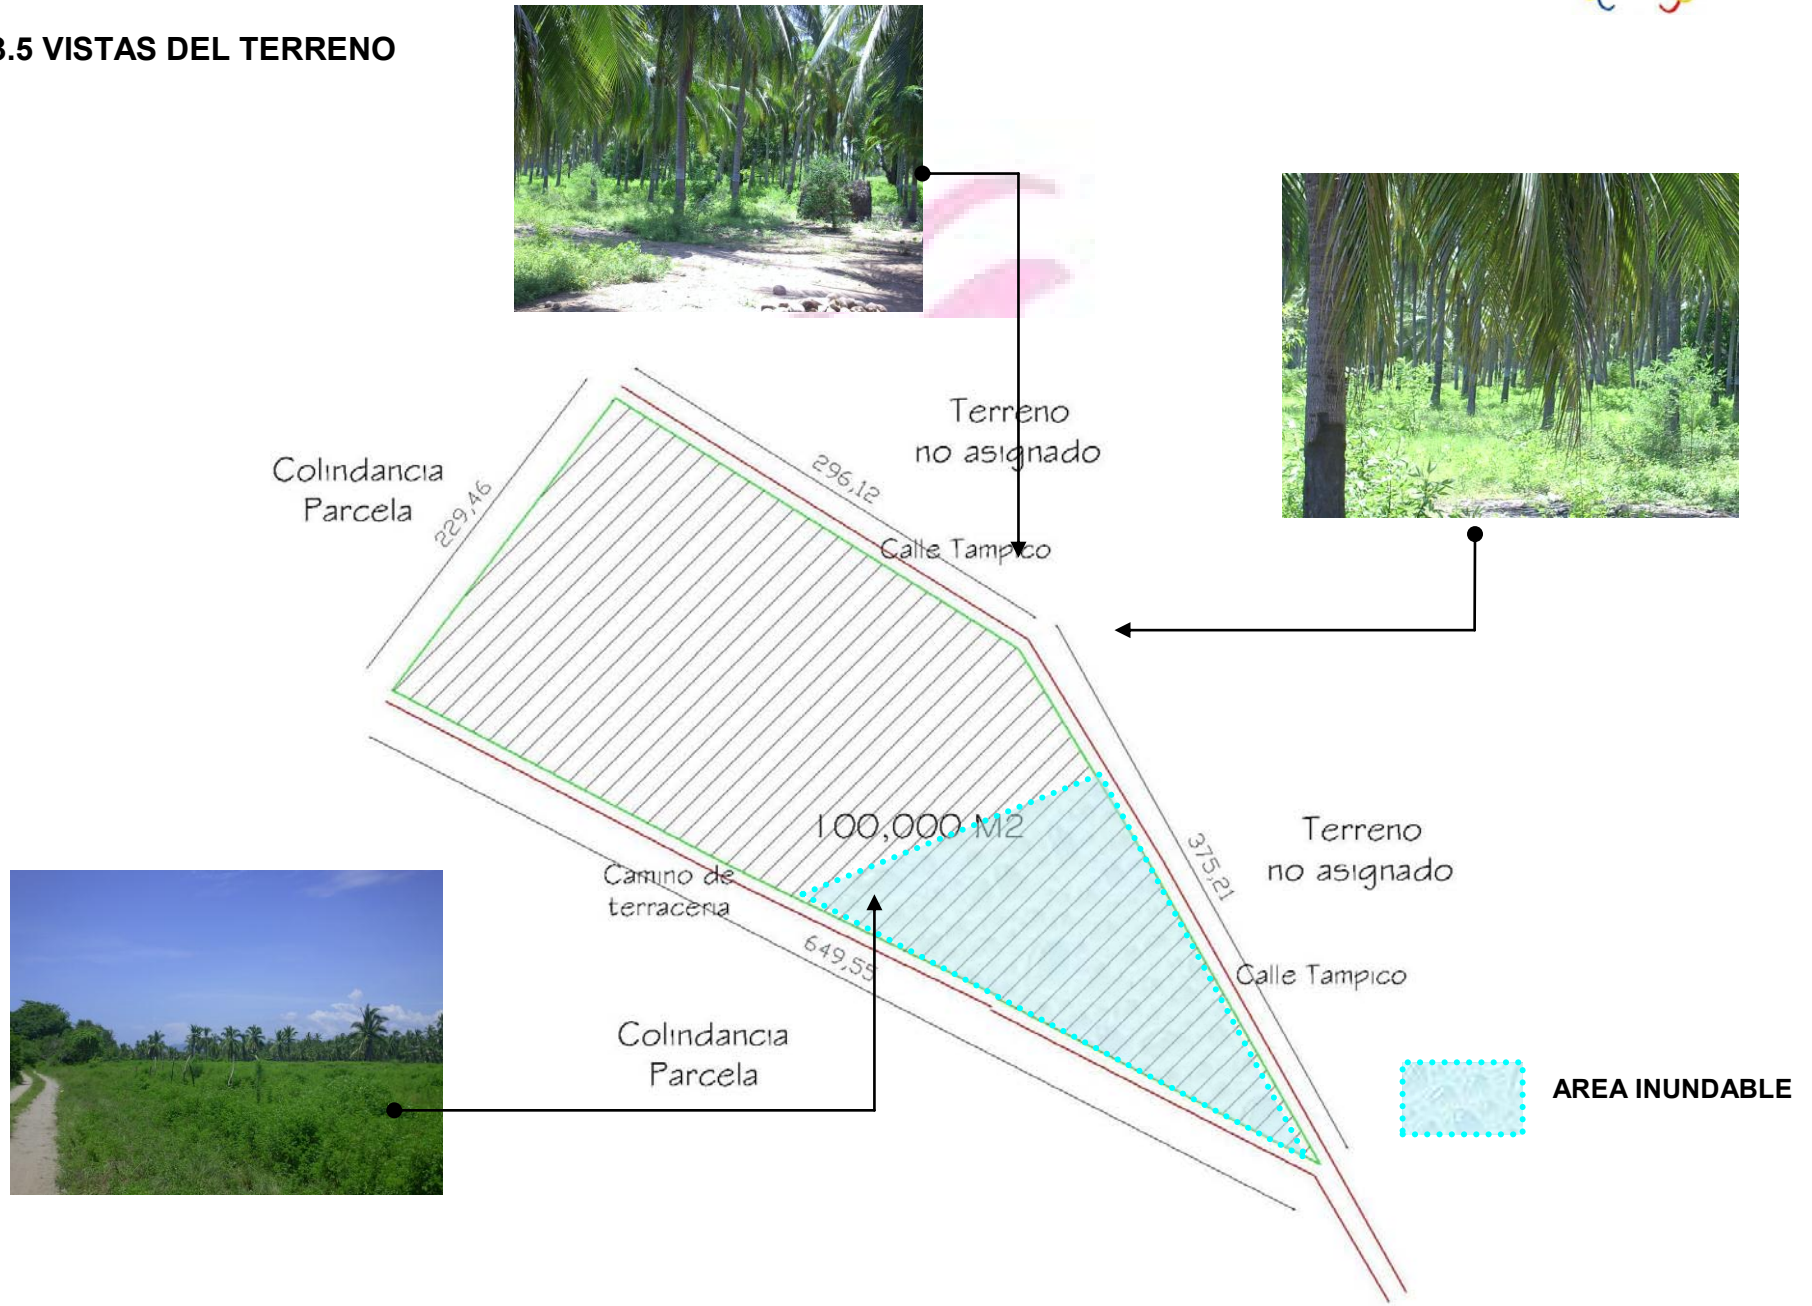 3.5 VISTAS DEL TERRENO
Terreno
no asignado
296,12
Colindancia
Parcela
229,46
Calle Tampico
100,000 M2
Terreno
no asignado
375,21
Camino de
terraceria
649,55
Calle Tampico
Colindancia
Parcela
AREA INUNDABLE